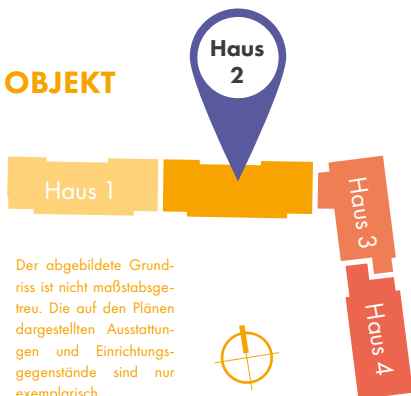 Haus
2
OBJEKT
Haus 1
Haus 3
Haus 4
Der abgebildete Grund-
riss ist nicht maßstabsge-
treu. Die auf den Plänen
dargestellten Ausstattun-
gen und Einrichtungs-
gegenstände sind nur
exemplarisch